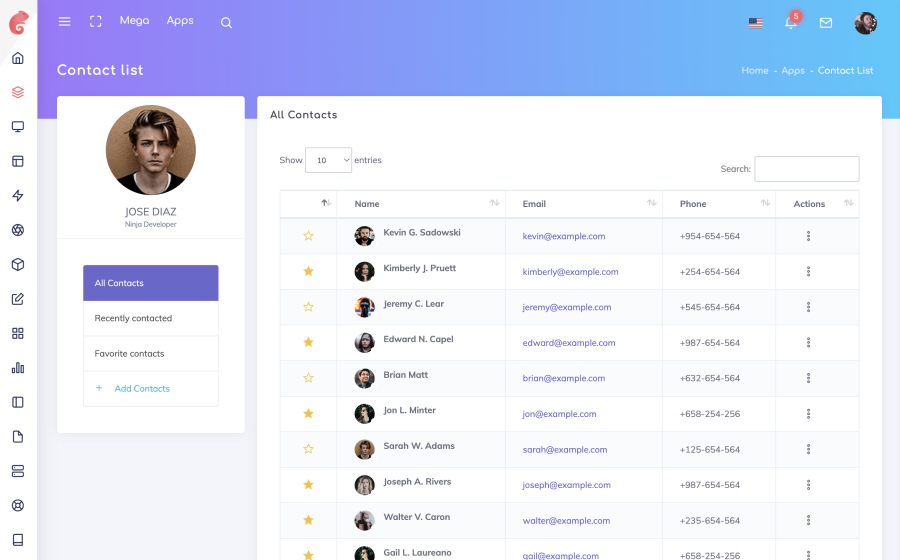 Mega Apps
5
Contact list
Home - Apps - Contact List
JOSE DIAZ
Ninja Developer
All Contacts
Recently contacted
Favorite contacts
+ Add Contacts
All Contacts
Show 10 entries
Search:
Name Email Phone Actions
Kevin G. Sadowski kevin@example.com +954-654-564
Kimberly J. Pruett kimberly@example.com +254-654-564
Jeremy C. Lear jeremy@example.com +545-654-564
Edward N. Capel edward@example.com +987-654-564
Brian Matt brian@example.com +632-654-564
Jon L. Minter jon@example.com +658-254-256
Sarah W. Adams sarah@example.com +125-654-564
Joseph A. Rivers joseph@example.com +987-654-564
Walter V. Caron walter@example.com +235-654-564
Gail L. Laureano gail@example.com +658-254-256